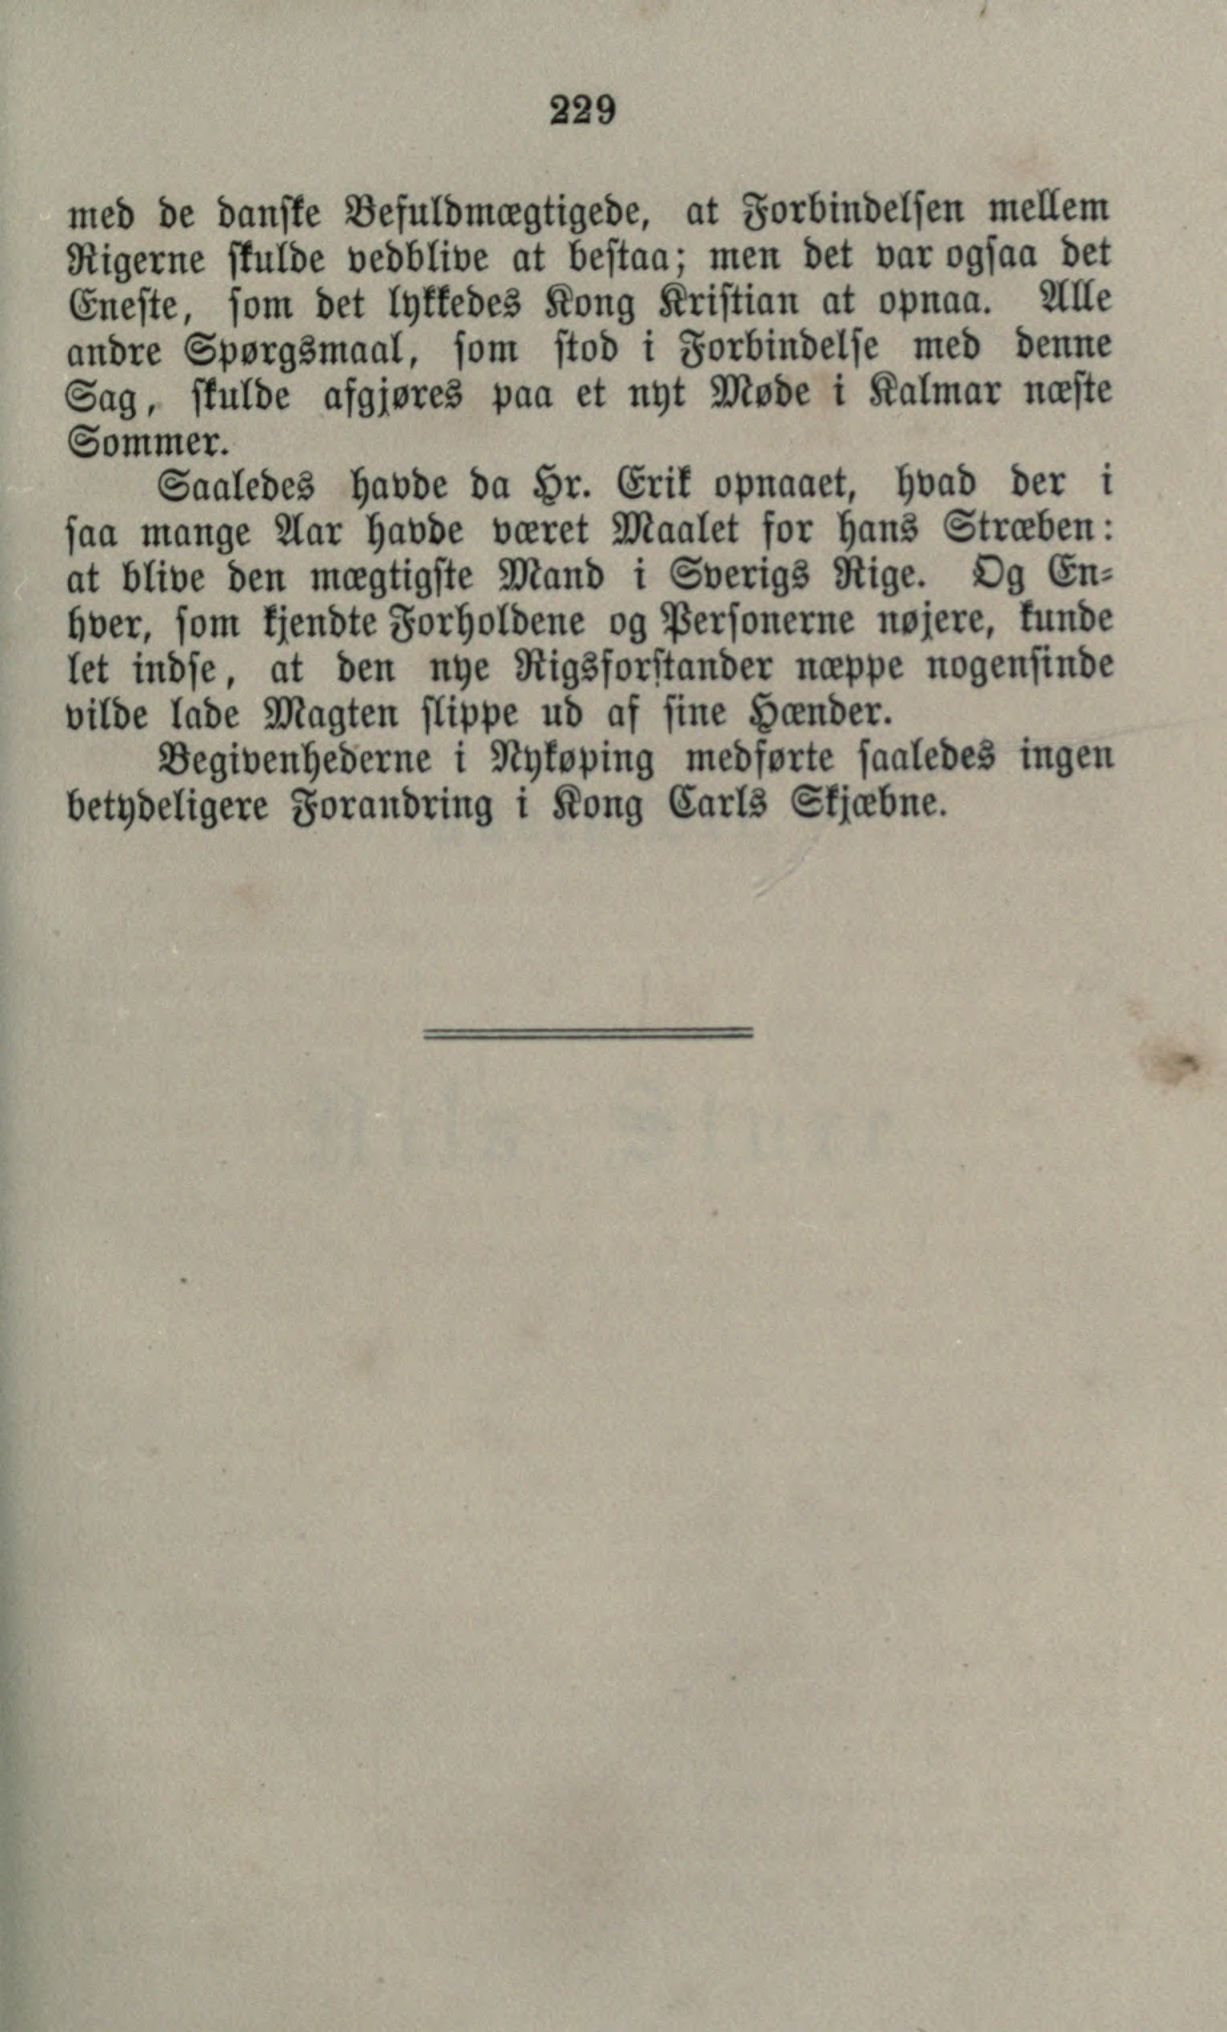 229
med de danske Befuldmægtigede, at Forbindelsen mellem
Rigerne skulde vedblive at bestaa; men det var ogsaa det
Eneste, som det lykkedes Kong Kristian at opnaa. Alle
andre Spørgsmaal, som stod i Forbindelse med denne
Sag, skulde afgjøres paa et nyt Møde i Kalmar næste
Sommer.
Saaledes havde da Hr. Erik opnaaet, hvad der i
saa mange Aar havde været Maalet for hans Stræben:
at blive den mægtigste Mand i Sverigs Rige. Og En-
hver, som kjendte Forholdene og Personerne nøjere, kunde
let indse, at den nye Rigsforstander næppe nogensinde
vilde lade Magten slippe ud af sine Hænder.
Begivenhederne i Nykøping medførte saaledes ingen
betydeligere Forandring i Kong Carls Skjæbne.